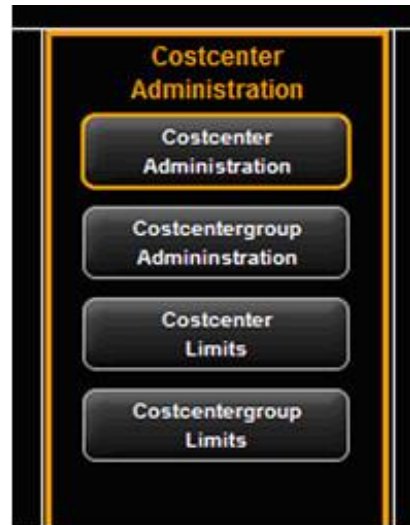 Costcenter
Administration
Costcenter
Administration
Costcentergroup
Admininstration
Costcenter
Limits
Costcentergroup
Limits